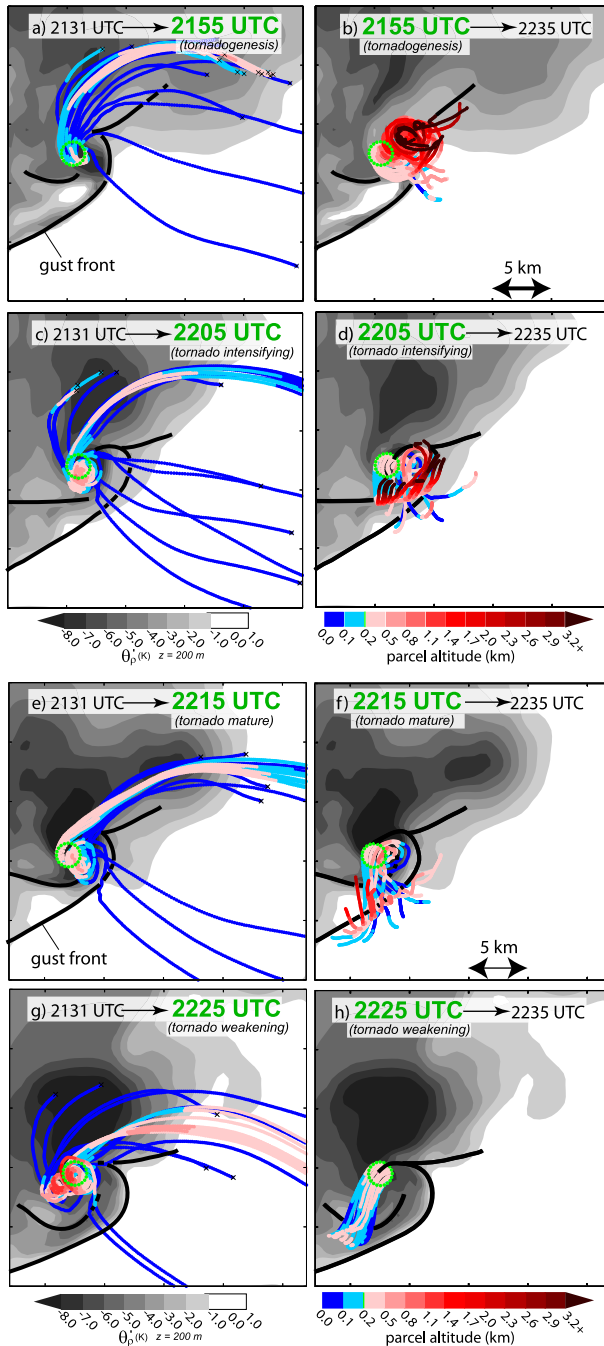 a) 2131 UTC → 2155 UTC
(tornadogenesis)
b) 2155 UTC → 2235 UTC
(tornadogenesis)
gust front
5 km
c) 2131 UTC → 2205 UTC
(tornado intensifying)
d) 2205 UTC → 2235 UTC
(tornado intensifying)
-8.0 -7.0 -6.0 -5.0 -4.0 -3.0 -2.0 -1.0 0.0 1.0
θρ' (K) z = 200 m
0.0 0.1 0.2 0.5 0.8 1.1 1.4 1.7 2.0 2.3 2.6 2.9 3.2+
parcel altitude (km)
e) 2131 UTC → 2215 UTC
(tornado mature)
f) 2215 UTC → 2235 UTC
(tornado mature)
gust front
5 km
g) 2131 UTC → 2225 UTC
(tornado weakening)
h) 2225 UTC → 2235 UTC
(tornado weakening)
-8.0 -7.0 -6.0 -5.0 -4.0 -3.0 -2.0 -1.0 0.0 1.0
θρ' (K) z = 200 m
0.0 0.1 0.2 0.5 0.8 1.1 1.4 1.7 2.0 2.3 2.6 2.9 3.2+
parcel altitude (km)